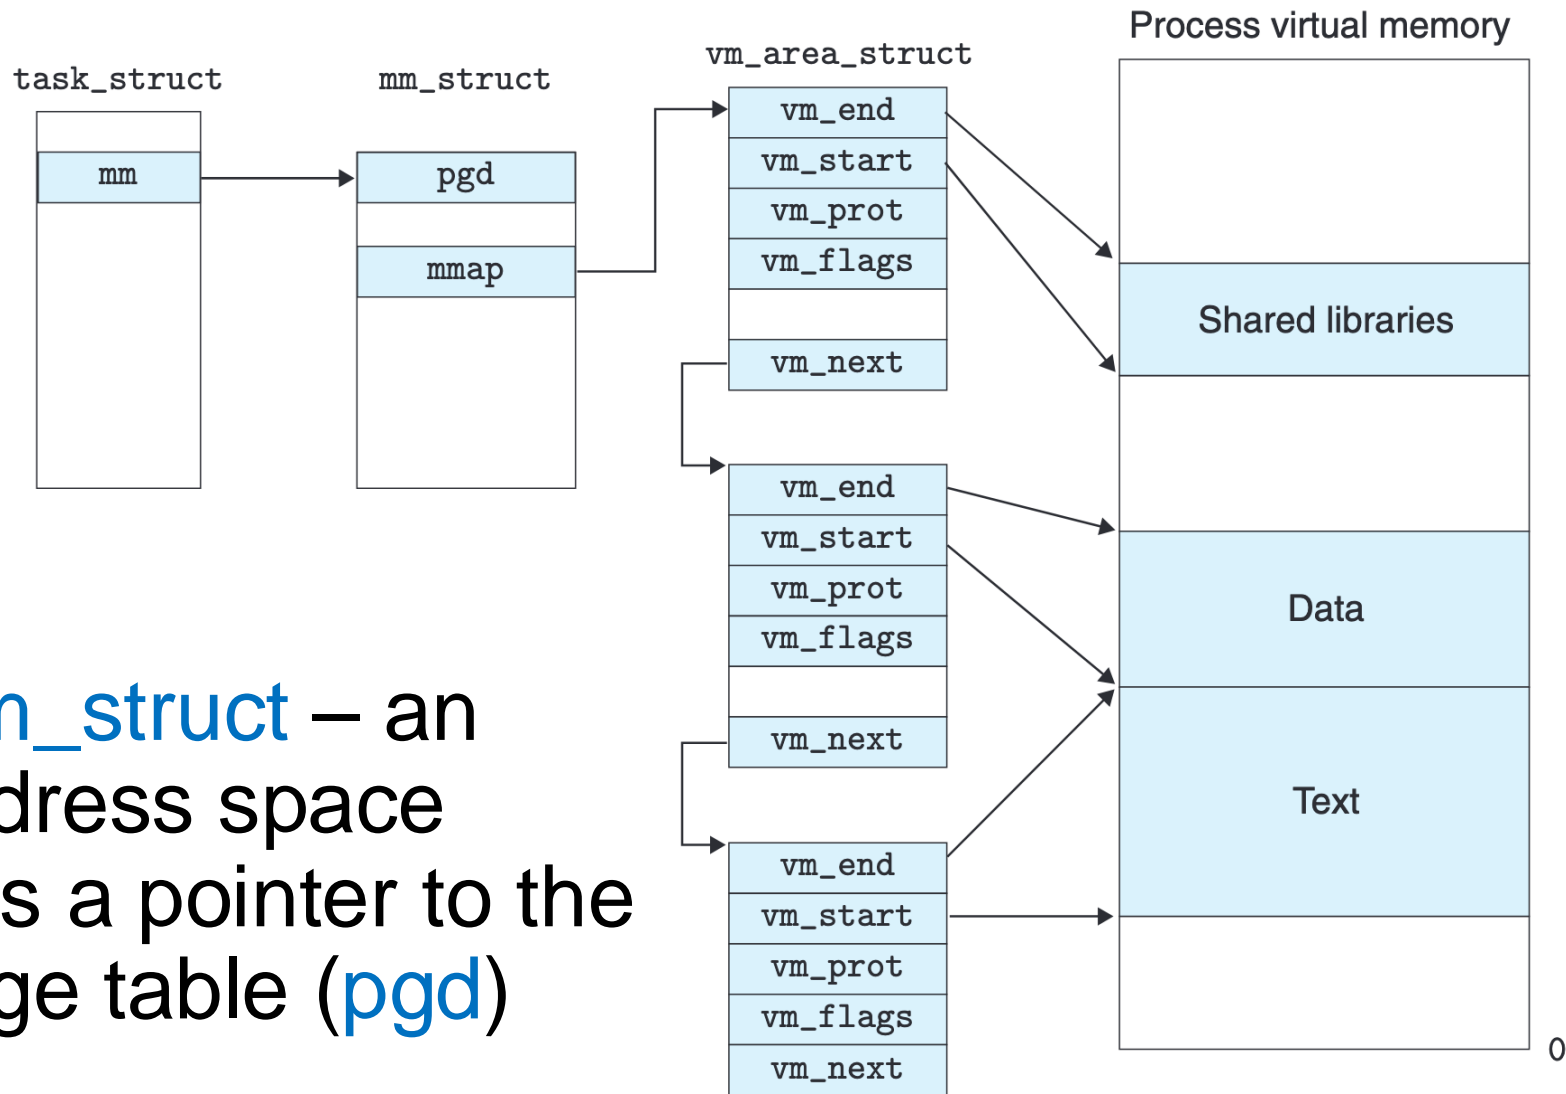 Process virtual memory
task_struct
mm_struct
vm_area_struct
mm
pgd
mmap
vm_end
vm_start
vm_prot
vm_flags
vm_next
vm_end
vm_start
vm_prot
vm_flags
vm_next
vm_end
vm_start
vm_prot
vm_flags
vm_next
Shared libraries
Data
Text
0
m_struct – an
dress space
s a pointer to the
ge table (pgd)